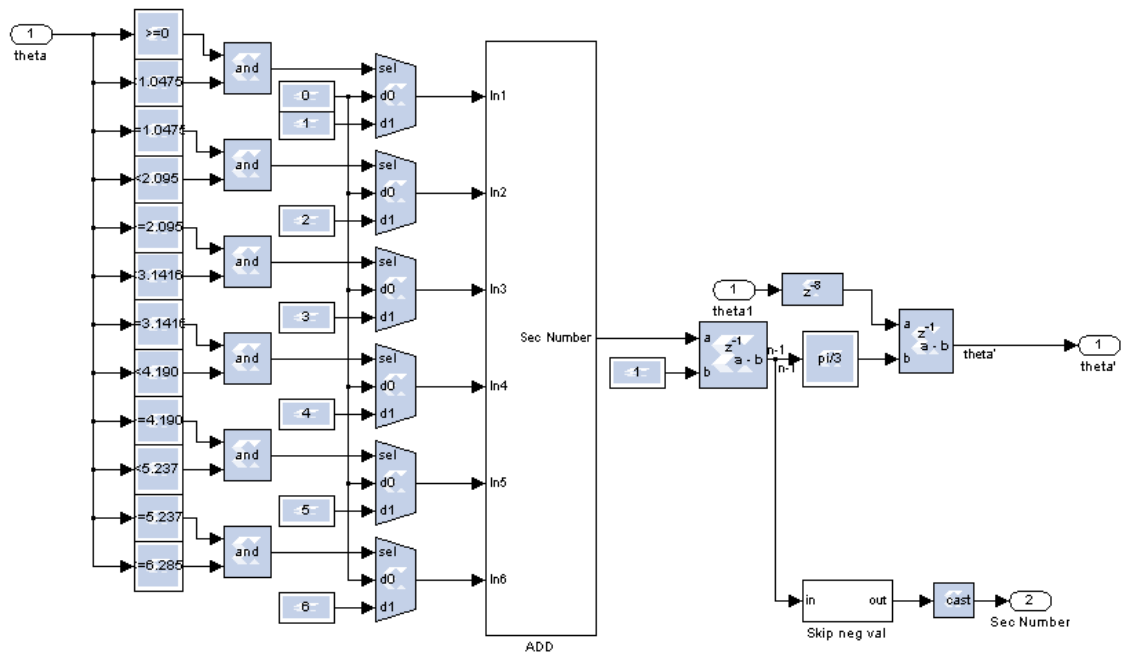 1
theta
>=0
1.0475
=1.0475
<2.095
=2.095
3.1416
=3.1416
<4.190
=4.190
<5.237
=5.237
=6.285
and
and
and
and
and
and
0
1
2
3
4
5
6
sel
d0
d1
sel
d0
d1
sel
d0
d1
sel
d0
d1
sel
d0
d1
sel
d0
d1
In1
In2
In3
In4
In5
In6
Sec Number
ADD
1
theta1
z-8
1
a
b
z-1
a - b
n-1
n-1
pi/3
a
b
z-1
a - b
theta'
1
theta'
in
out
Skip neg val
cast
2
Sec Number